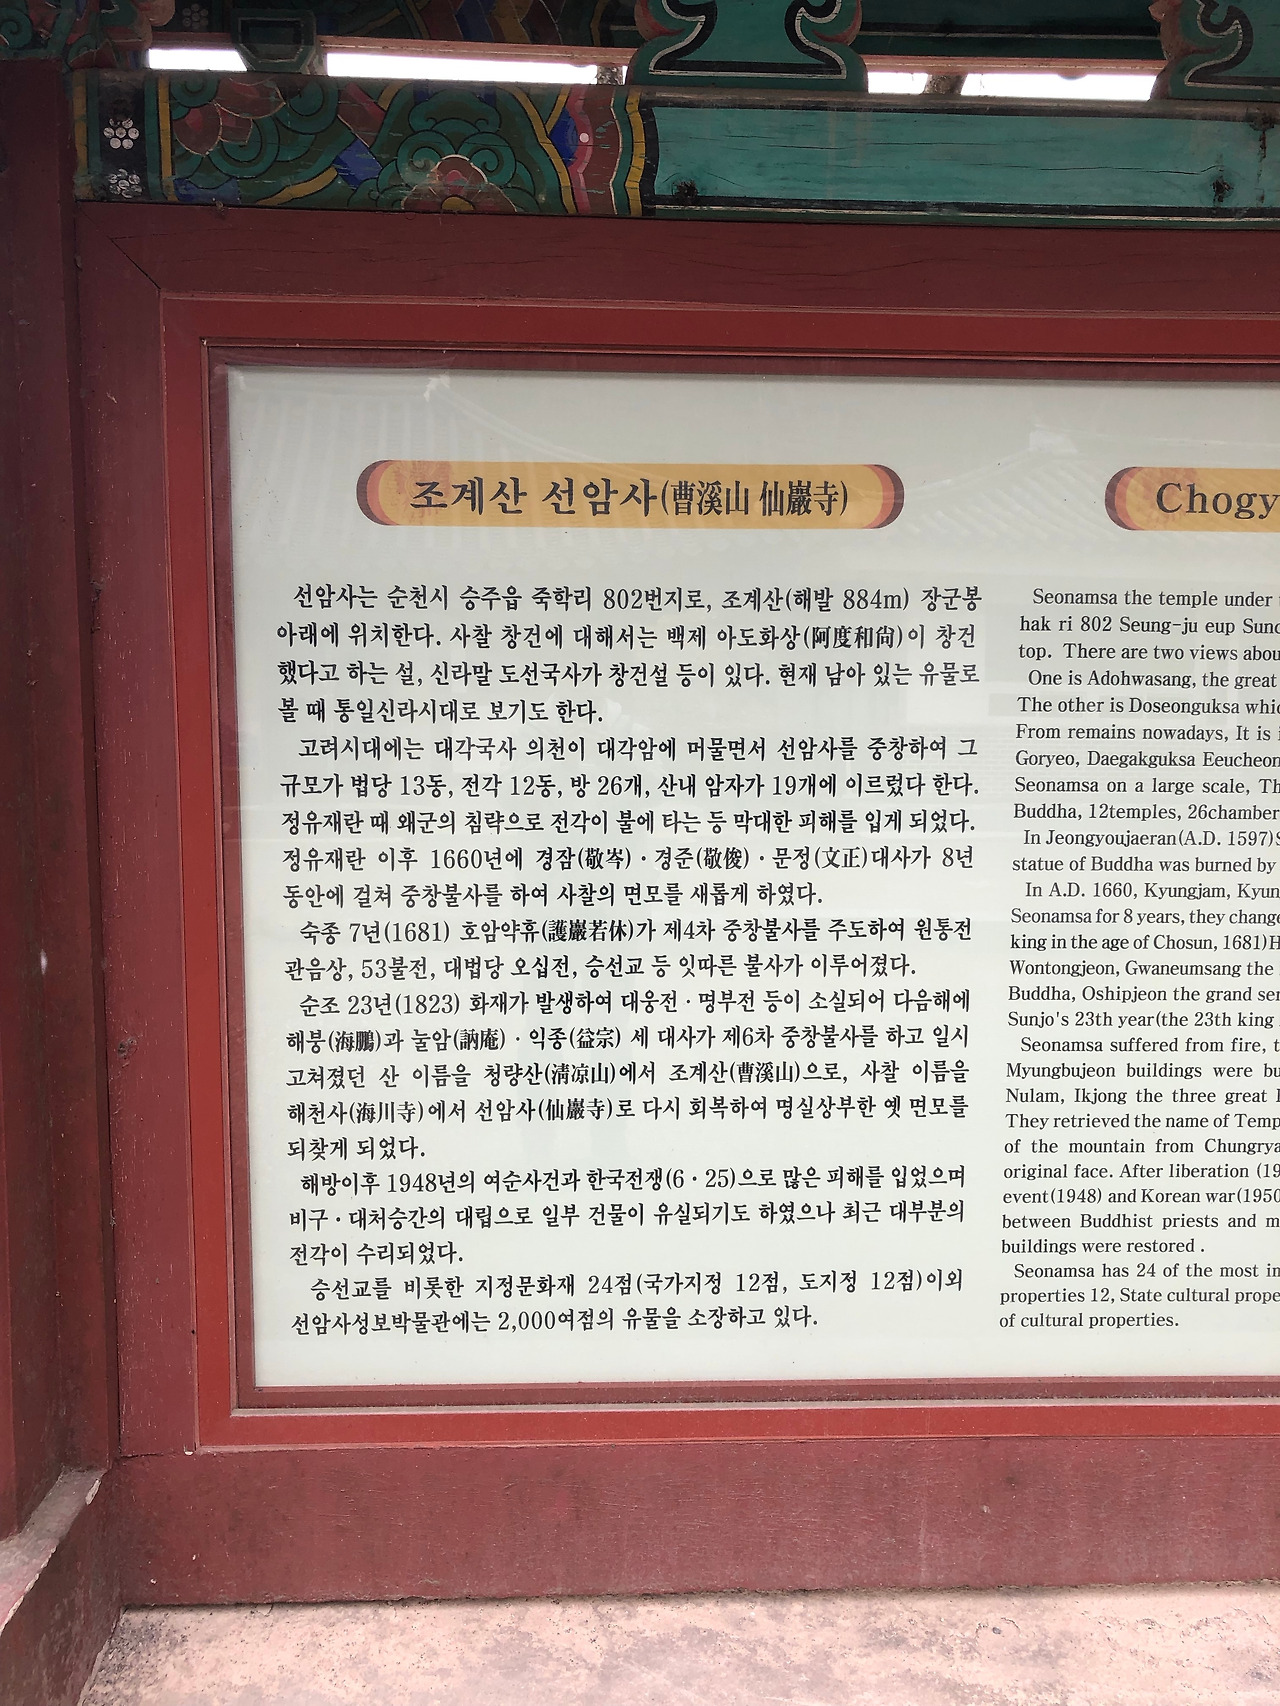 조계산 선암사(曹溪山 仙巖寺)
선암사는 순천시 승주읍 죽학리 802번지로, 조계산(해발 884m) 장군봉
아래에 위치한다. 사찰 창건에 대해서는 백제 아도화상(阿度和尙)이 창건
했다고 하는 설, 신라말 도선국사가 창건설 등이 있다. 현재 남아 있는 유물로
볼 때 통일신라시대로 보기도 한다.
고려시대에는 대각국사 의천이 대각암에 머물면서 선암사를 중창하여 그
규모가 법당 13동, 전각 12동, 방 26개, 산내 암자가 19개에 이르렀다 한다.
정유재란 때 왜군의 침략으로 전각이 불에 타는 등 막대한 피해를 입게 되었다.
정유재란 이후 1660년에 경잠(敬岑)·경준(敬俊)·문정(文正)대사가 8년
동안에 걸쳐 중창불사를 하여 사찰의 면모를 새롭게 하였다.
숙종 7년(1681) 호암약휴(護巖若休)가 제4차 중창불사를 주도하여 원통전
관음상, 53불전, 대법당 오십전, 승선교 등 잇따른 불사가 이루어졌다.
순조 23년(1823) 화재가 발생하여 대웅전·명부전 등이 소실되어 다음해에
해붕(海鵬)과 눌암(訥庵)·익종(益宗) 세 대사가 제6차 중창불사를 하고 일시
고쳐졌던 산 이름을 청량산(清凉山)에서 조계산(曹溪山)으로, 사찰 이름을
해천사(海川寺)에서 선암사(仙巖寺)로 다시 회복하여 명실상부한 옛 면모를
되찾게 되었다.
해방이후 1948년의 여순사건과 한국전쟁(6·25)으로 많은 피해를 입었으며
비구·대처승간의 대립으로 일부 건물이 유실되기도 하였으나 최근 대부분의
전각이 수리되었다.
승선교를 비롯한 지정문화재 24점(국가지정 12점, 도지정 12점)이외
선암사성보박물관에는 2,000여점의 유물을 소장하고 있다.
Chogy
Seonamsa the temple under
hak ri 802 Seung-ju eup Sunc
top. There are two views abou
One is Adohwasang, the great
The other is Doseonguksa whic
From remains nowadays, It is
Goryeo, Daegakguksa Eeucheon
Seonamsa on a large scale, Th
Buddha, 12temples, 26chamber
In Jeongyoujaeran(A.D. 1597)S
statue of Buddha was burned by
In A.D. 1660, Kyungjam, Kyun
Seonamsa for 8 years, they change
king in the age of Chosun, 1681)H
Wontongjeon, Gwaneumsang the
Buddha, Oshipjeon the grand ser
Sunjo's 23th year(the 23th king
Seonamsa suffered from fire, t
Myungbujeon buildings were bu
Nulam, Ikjong the three great
They retrieved the name of Temp
of the mountain from Chungrya
original face. After liberation (19
event(1948) and Korean war(1950
between Buddhist priests and m
buildings were restored .
Seonamsa has 24 of the most im
properties 12, State cultural prope
of cultural properties.